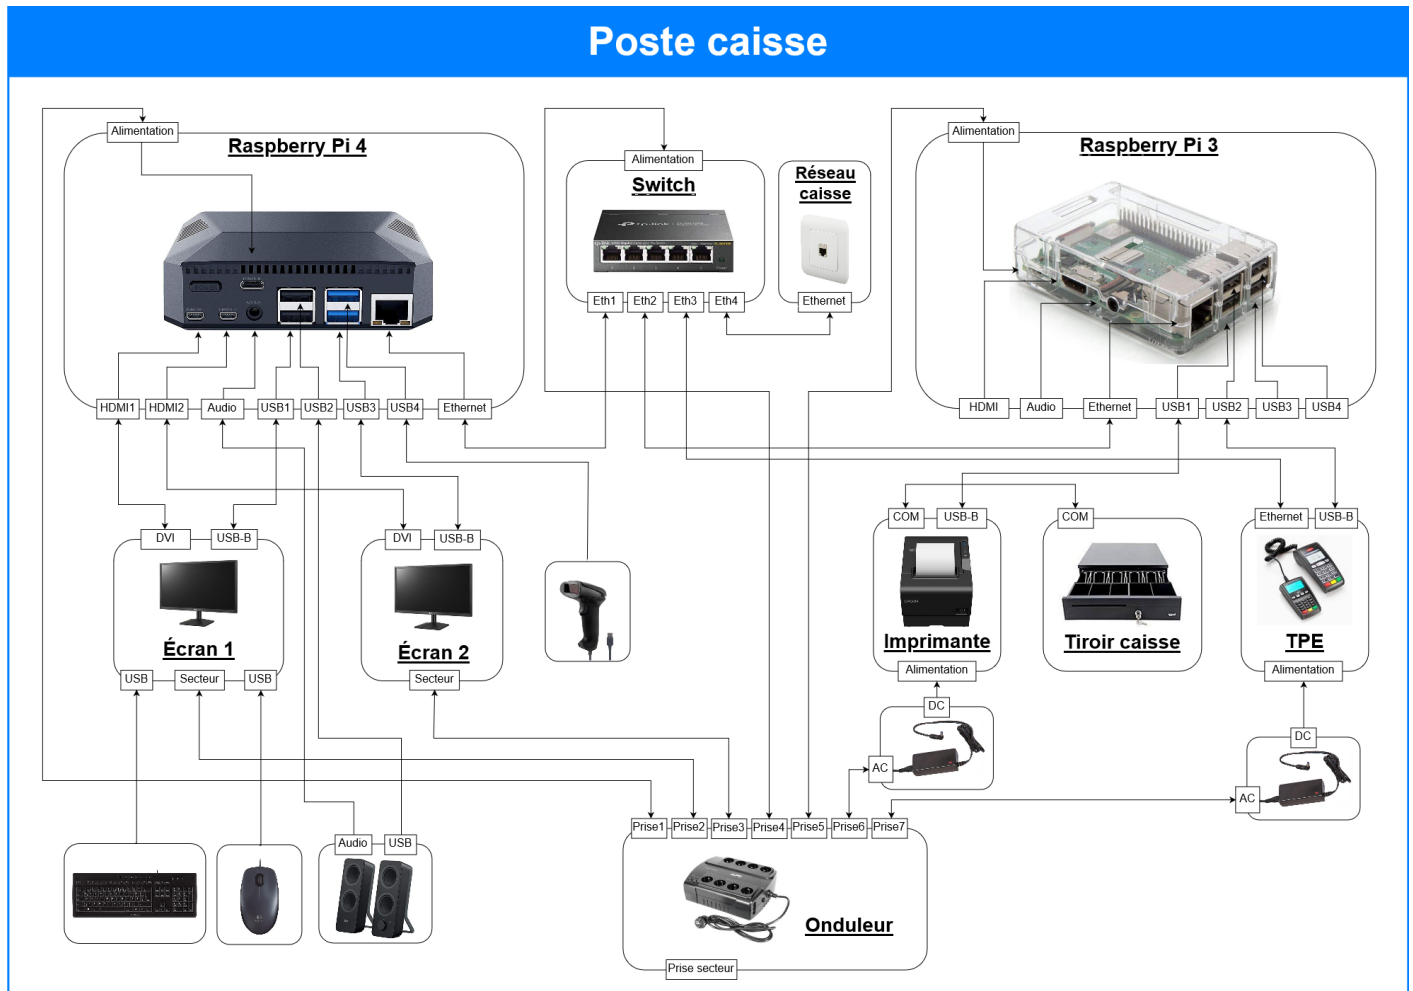 Poste caisse
Alimentation
Raspberry Pi 4
HDMI1
HDMI2
Audio
USB1
USB2
USB3
USB4
Ethernet
Alimentation
Switch
tp-link
Eth1
Eth2
Eth3
Eth4
Réseau
caisse
Ethernet
Alimentation
Raspberry Pi 3
HDMI
Audio
Ethernet
USB1
USB2
USB3
USB4
DVI
USB-B
Écran 1
USB
Secteur
USB
DVI
USB-B
Écran 2
Secteur
COM
USB-B
EPSON
Imprimante
Alimentation
DC
AC
COM
Tiroir caisse
Ethernet
USB-B
TPE
Alimentation
DC
AC
Audio
USB
Prise1
Prise2
Prise3
Prise4
Prise5
Prise6
Prise7
Onduleur
Prise secteur